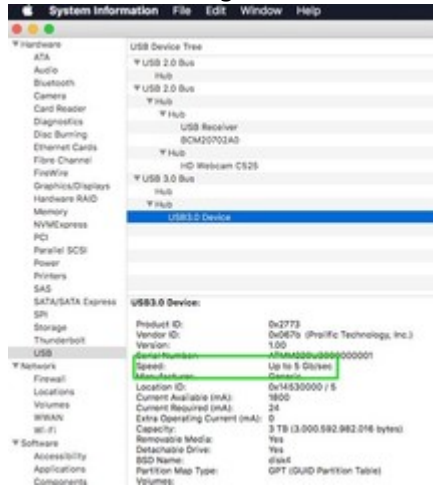 System Information File Edit Window Help
Hardware
ATA
Audio
Bluetooth
Camera
Card Reader
Diagnostics
Disc Burning
Ethernet Cards
Fibre Channel
FireWire
Graphics/Displays
Hardware RAID
Memory
NVMExpress
PCI
Parallel SCSI
Power
Printers
SAS
SATA/SATA Express
SPI
Storage
Thunderbolt
USB
Network
Firewall
Locations
Volumes
WWAN
Wi-Fi
Software
Accessibility
Applications
Components
USB Device Tree
USB 2.0 Bus
Hub
USB 2.0 Bus
Hub
Hub
USB Receiver
BCM20702A0
Hub
HD Webcam C525
USB 3.0 Bus
Hub
Hub
USB3.0 Device
USB3.0 Device:
Product ID: 0x2773
Vendor ID: 0x067b (Prolific Technology, Inc.)
Version: 1.00
Serial Number:
Speed: Up to 5 Gb/sec
Manufacturer: Generic
Location ID: 0x14530000 / 5
Current Available (mA): 1800
Current Required (mA): 24
Extra Operating Current (mA): 0
Capacity: 3 TB (3.000.592.982.016 bytes)
Removable Media: Yes
Detachable Drive: Yes
BSD Name: disk4
Partition Map Type: GPT (GUID Partition Table)
Volumes: